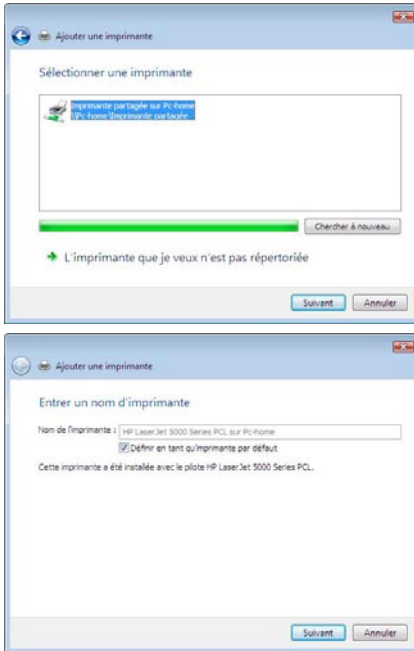 Ajouter une imprimante
Sélectionner une imprimante
Imprimante partagée sur Pc-home
\\Pc-home\Imprimante partagée
Chercher à nouveau
L'imprimante que je veux n'est pas répertoriée
Suivant
Annuler
Ajouter une imprimante
Entrer un nom d'imprimante
Nom de l'imprimante : HP LaserJet 5000 Series PCL sur Pc-home
Définir en tant qu'imprimante par défaut
Cette imprimante a été installée avec le pilote HP LaserJet 5000 Series PCL.
Suivant
Annuler